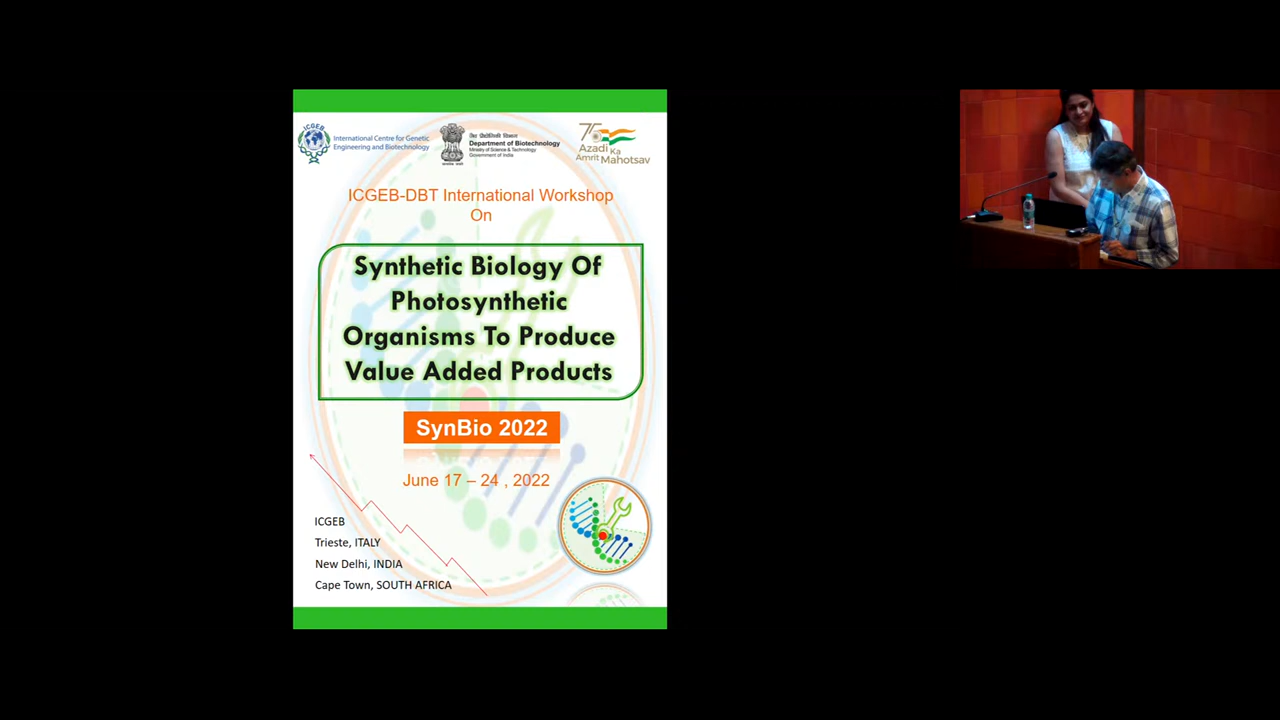 ICGEB
International Centre for Genetic
Engineering and Biotechnology
Department of Biotechnology
Ministry of Science & Technology
Government of India
75
Azadi
Ka
Amrit Mahotsav
ICGEB-DBT International Workshop
On
Synthetic Biology Of
Photosynthetic
Organisms To Produce
Value Added Products
SynBio 2022
June 17 – 24 , 2022
ICGEB
Trieste, ITALY
New Delhi, INDIA
Cape Town, SOUTH AFRICA